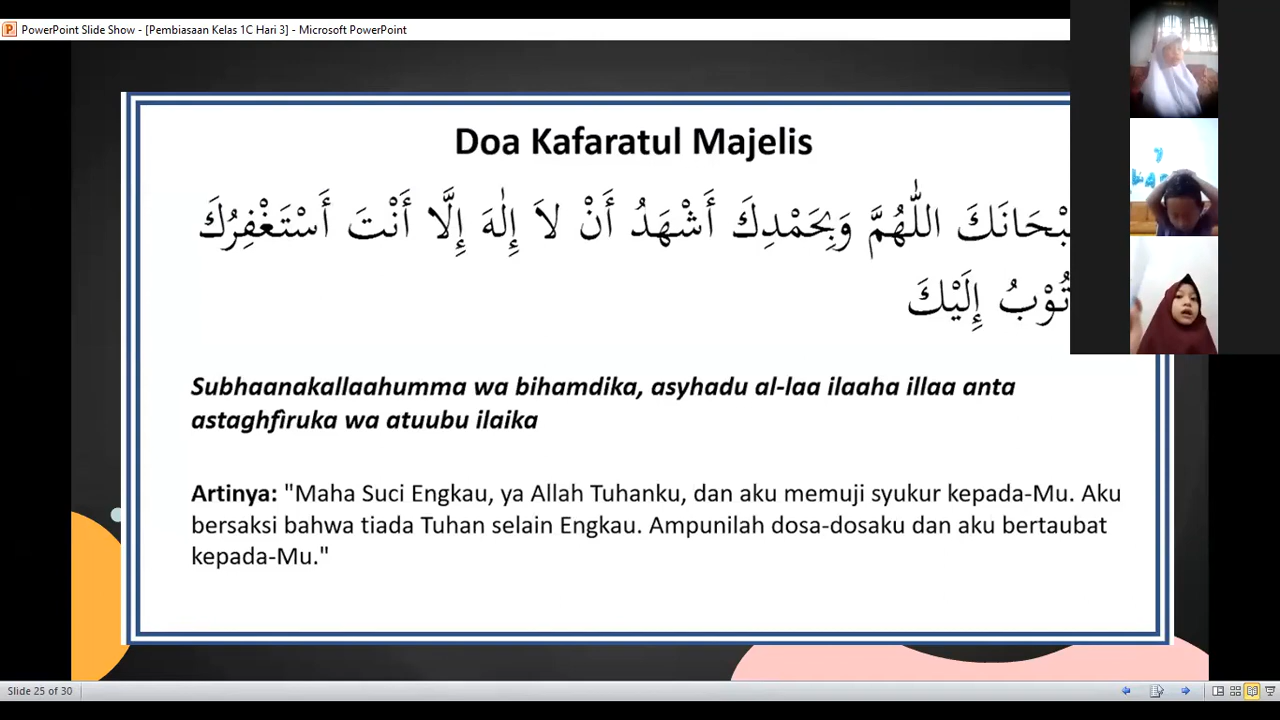 PowerPoint Slide Show - [Pembiasaan Kelas 1C Hari 3] - Microsoft PowerPoint
Doa Kafaratul Majelis
اللّٰهُمَّ وَبِحَمْدِكَ أَشْهَدُ أَنْ لاَ إِلٰهَ إِلَّا أَنْتَ أَسْتَغْفِرُكَ
إِلَيْكَ
Subhaanakallaahumma wa bihamdika, asyhadu al-laa ilaaha illaa anta
astaghfiruka wa atuubu ilaika
Artinya: "Maha Suci Engkau, ya Allah Tuhanku, dan aku memuji syukur kepada-Mu. Aku
bersaksi bahwa tiada Tuhan selain Engkau. Ampunilah dosa-dosaku dan aku bertaubat
kepada-Mu."
Slide 25 of 30